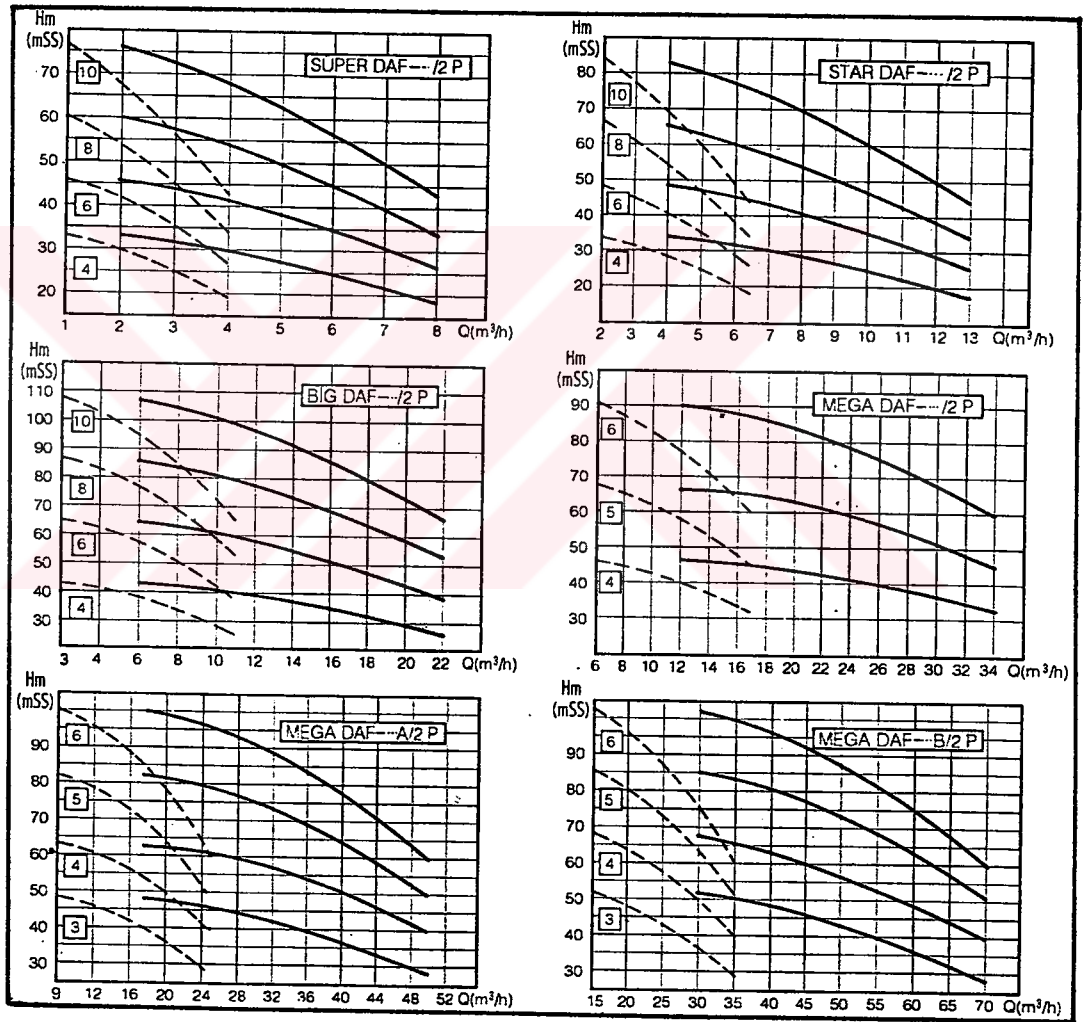 Hm
(mSS)
SÜPER DAF----/2 P
70
60
50
40
30
20
10
8
6
4
1 2 3 4 5 6 7 8 Q(m³/h)
Hm
(mSS)
STAR DAF----/2 P
80
70
60
50
40
30
20
10
8
6
4
2 3 4 5 6 7 8 9 10 11 12 13 Q(m³/h)
Hm
(mSS)
BIG DAF----/2 P
110
100
90
80
70
60
50
40
30
10
8
6
4
3 4 6 8 10 12 14 16 18 20 22 Q(m³/h)
Hm
(mSS)
MEGA DAF----/2 P
90
80
70
60
50
40
30
6
5
4
6 8 10 12 14 16 18 20 22 24 26 28 30 32 34 Q(m³/h)
Hm
(mSS)
MEGA DAF----A/2 P
90
80
70
60
50
40
30
6
5
4
3
9 12 16 20 24 28 32 36 40 44 48 52 Q(m³/h)
Hm
(mSS)
MEGA DAF----B/2 P
90
80
70
60
50
40
30
6
5
4
3
15 20 25 30 35 40 45 50 55 60 65 70 Q(m³/h)